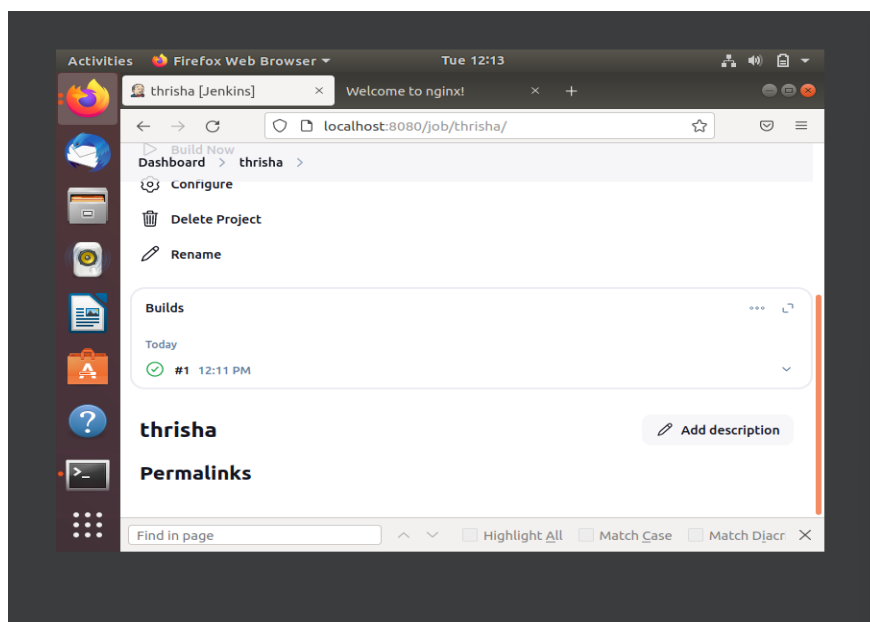 Activities Firefox Web Browser Tue 12:13
thrisha [Jenkins] Welcome to nginx!
localhost:8080/job/thrisha/
Build Now
Dashboard > thrisha >
Configure
Delete Project
Rename
Builds
Today
#1 12:11 PM
thrisha Add description
Permalinks
Find in page Highlight All Match Case Match Diacr